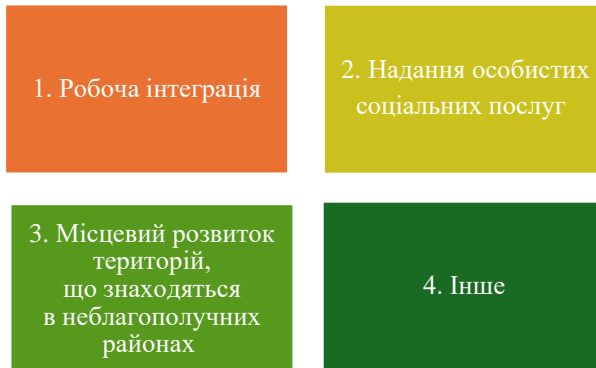 1. Робоча інтеграція
2. Надання особистих
соціальних послуг
3. Місцевий розвиток
територій,
що знаходяться
в неблагополучних
районах
4. Інше